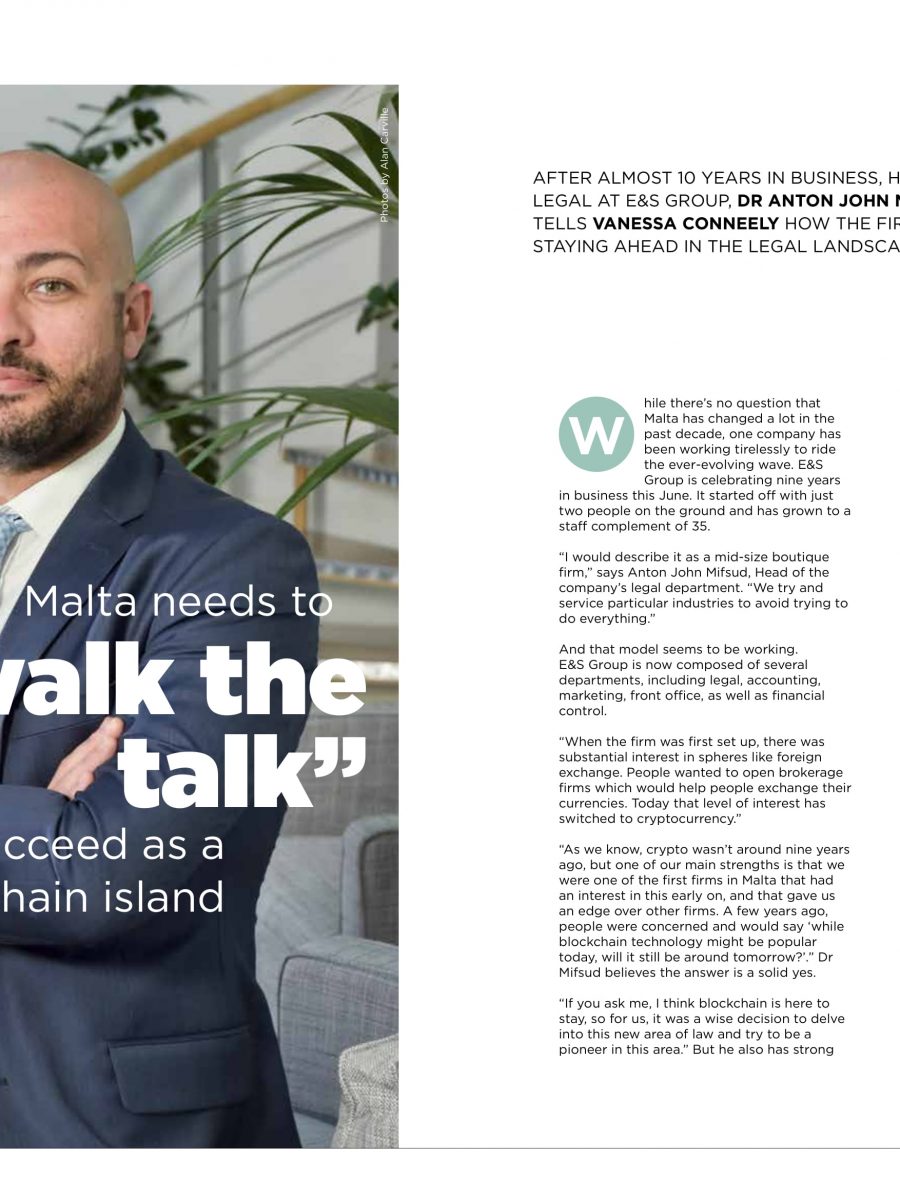 Photos by Alan Carville
Malta needs to
walk the
talk”
cceed as a
hain island
AFTER ALMOST 10 YEARS IN BUSINESS, H
LEGAL AT E&S GROUP, DR ANTON JOHN M
TELLS VANESSA CONNEELY HOW THE FIR
STAYING AHEAD IN THE LEGAL LANDSCA
While there’s no question that
Malta has changed a lot in the
past decade, one company has
been working tirelessly to ride
the ever-evolving wave. E&S
Group is celebrating nine years
in business this June. It started off with just
two people on the ground and has grown to a
staff complement of 35.
“I would describe it as a mid-size boutique
firm,” says Anton John Mifsud, Head of the
company’s legal department. “We try and
service particular industries to avoid trying to
do everything.”
And that model seems to be working.
E&S Group is now composed of several
departments, including legal, accounting,
marketing, front office, as well as financial
control.
“When the firm was first set up, there was
substantial interest in spheres like foreign
exchange. People wanted to open brokerage
firms which would help people exchange their
currencies. Today that level of interest has
switched to cryptocurrency.”
“As we know, crypto wasn’t around nine years
ago, but one of our main strengths is that we
were one of the first firms in Malta that had
an interest in this early on, and that gave us
an edge over other firms. A few years ago,
people were concerned and would say ‘while
blockchain technology might be popular
today, will it still be around tomorrow?’.” Dr
Mifsud believes the answer is a solid yes.
“If you ask me, I think blockchain is here to
stay, so for us, it was a wise decision to delve
into this new area of law and try to be a
pioneer in this area.” But he also has strong